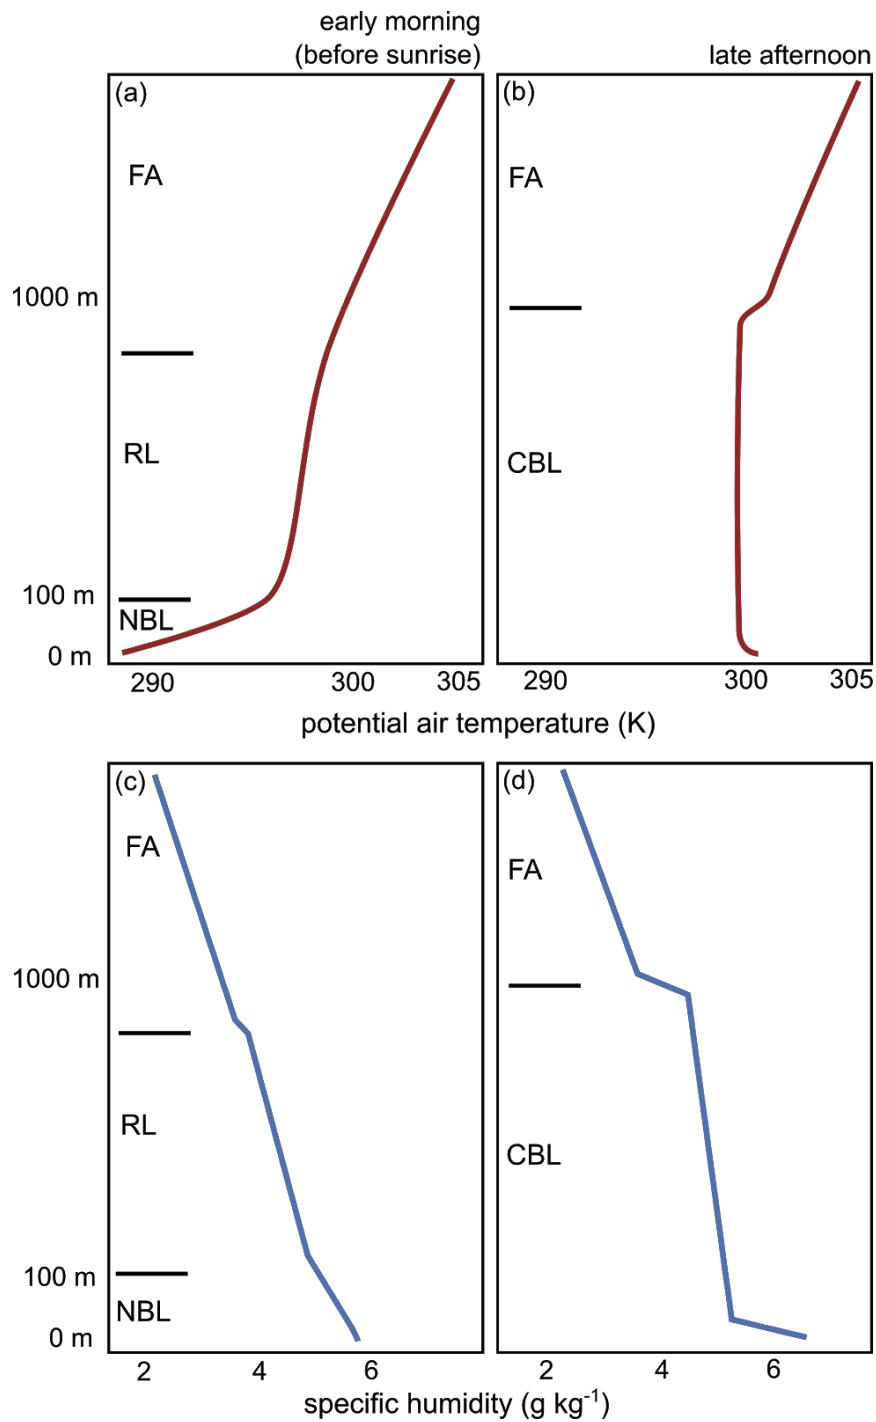 early morning
(before sunrise)
late afternoon
(a)
(b)
FA
FA
1000 m
RL
CBL
100 m
NBL
0 m
290
300
305
290
300
305
potential air temperature (K)
(c)
(d)
FA
FA
1000 m
RL
CBL
100 m
NBL
0 m
2
4
6
2
4
6
specific humidity (g kg⁻¹)